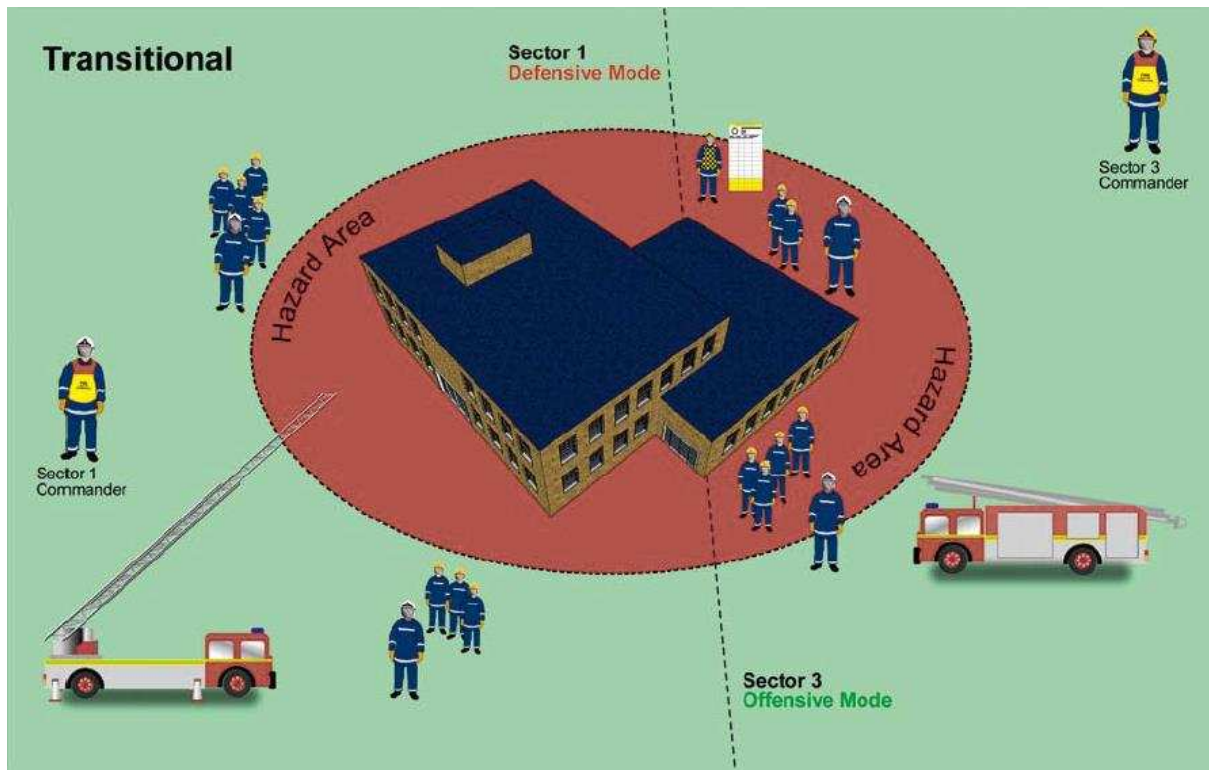 Transitional
Sector 1
Defensive Mode
Sector 3
Commander
Hazard Area
Hazard Area
Sector 1
Commander
Sector 3
Offensive Mode